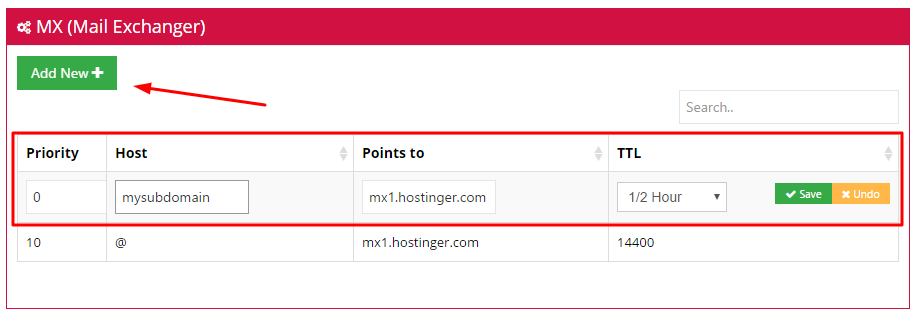 MX (Mail Exchanger)
Add New
Search..
Priority Host Points to TTL
0 mysubdomain mx1.hostinger.com 1/2 Hour Save Undo
10 @ mx1.hostinger.com 14400